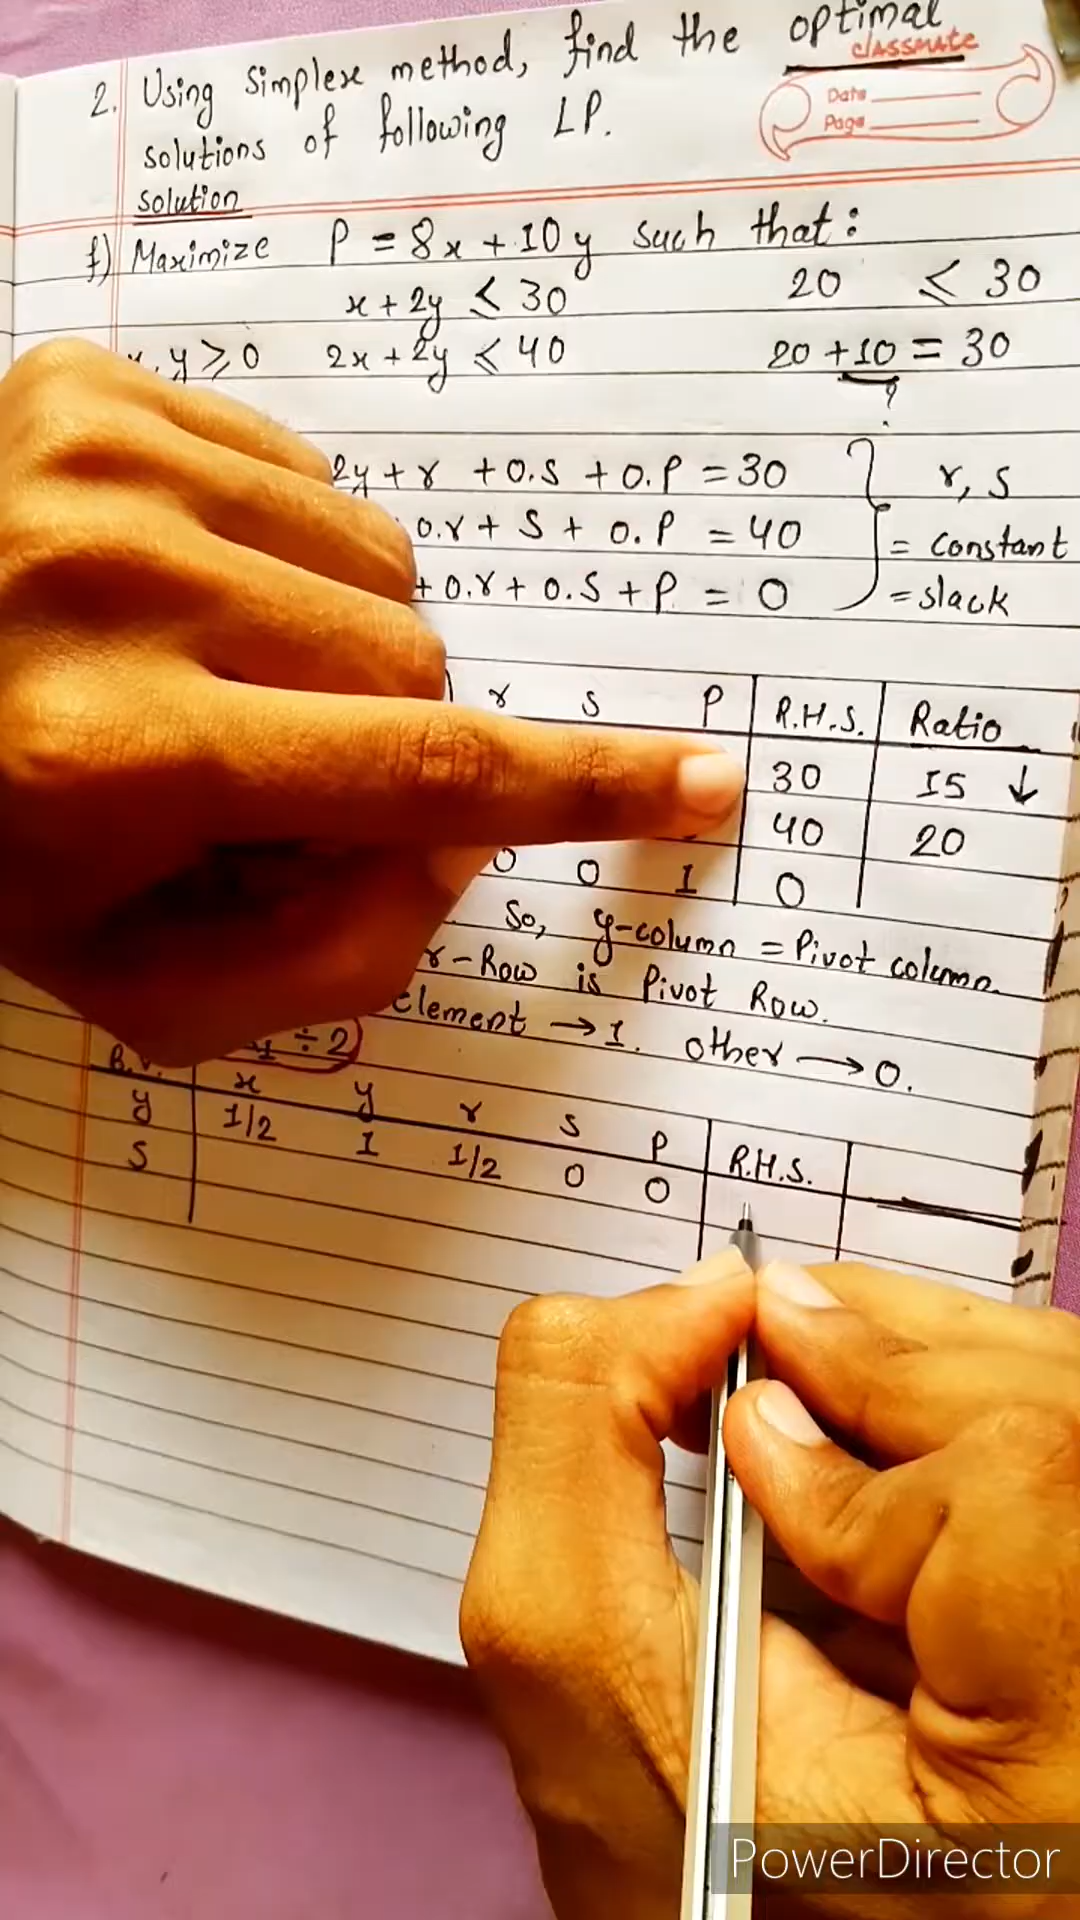 2. Using simplex method, find the optimal
solutions of following LP.
classmate
Date
Page
solution
f) Maximize P = 8x + 10y such that:
x + 2y ≤ 30 20 ≤ 30
y ≥ 0 2x + 2y ≤ 40 20 + 10 = 30
?
2y + r + 0.s + 0.P = 30 r, s
0.r + s + 0.P = 40 = constant
+ 0.r + 0.s + P = 0 = slack
r s P R.H.S. Ratio
30 15 ↓
40 20
0 0 1 0
So, y-column = Pivot column.
r-Row is Pivot Row.
element → 1. other → 0.
÷ 2
B.V. x y r s P R.H.S.
y 1/2 1 1/2 0 0
s
PowerDirector